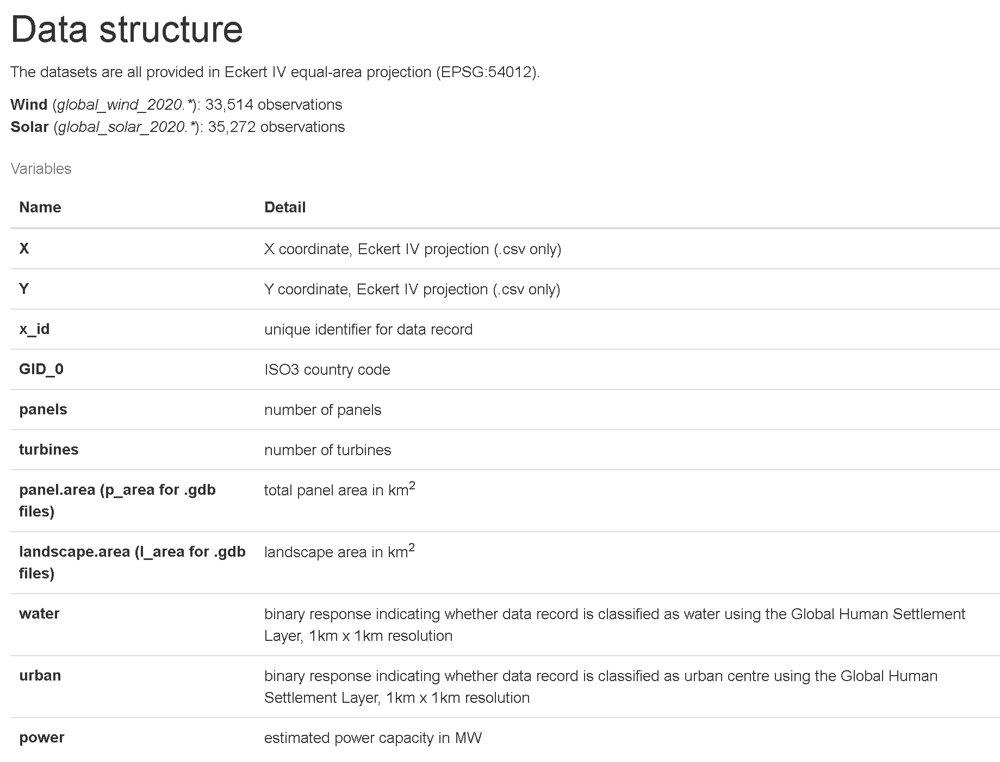 Data structure
The datasets are all provided in Eckert IV equal-area projection (EPSG:54012).
Wind (global_wind_2020.*): 33,514 observations
Solar (global_solar_2020.*): 35,272 observations
Variables
Name Detail
X X coordinate, Eckert IV projection (.csv only)
Y Y coordinate, Eckert IV projection (.csv only)
x_id unique identifier for data record
GID_0 ISO3 country code
panels number of panels
turbines number of turbines
panel.area (p_area for .gdb total panel area in km²
files)
landscape.area (l_area for .gdb landscape area in km²
files)
water binary response indicating whether data record is classified as water using the Global Human Settlement
Layer, 1km x 1km resolution
urban binary response indicating whether data record is classified as urban centre using the Global Human
Settlement Layer, 1km x 1km resolution
power estimated power capacity in MW